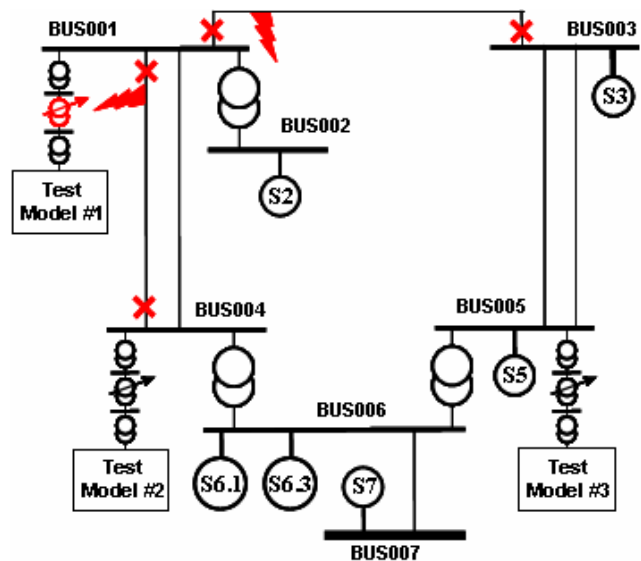 BUS001
BUS003
S3
BUS002
Test
Model #1
S2
BUS004
BUS005
S5
BUS006
Test
Model #2
S6.1
S6.3
S7
Test
Model #3
BUS007